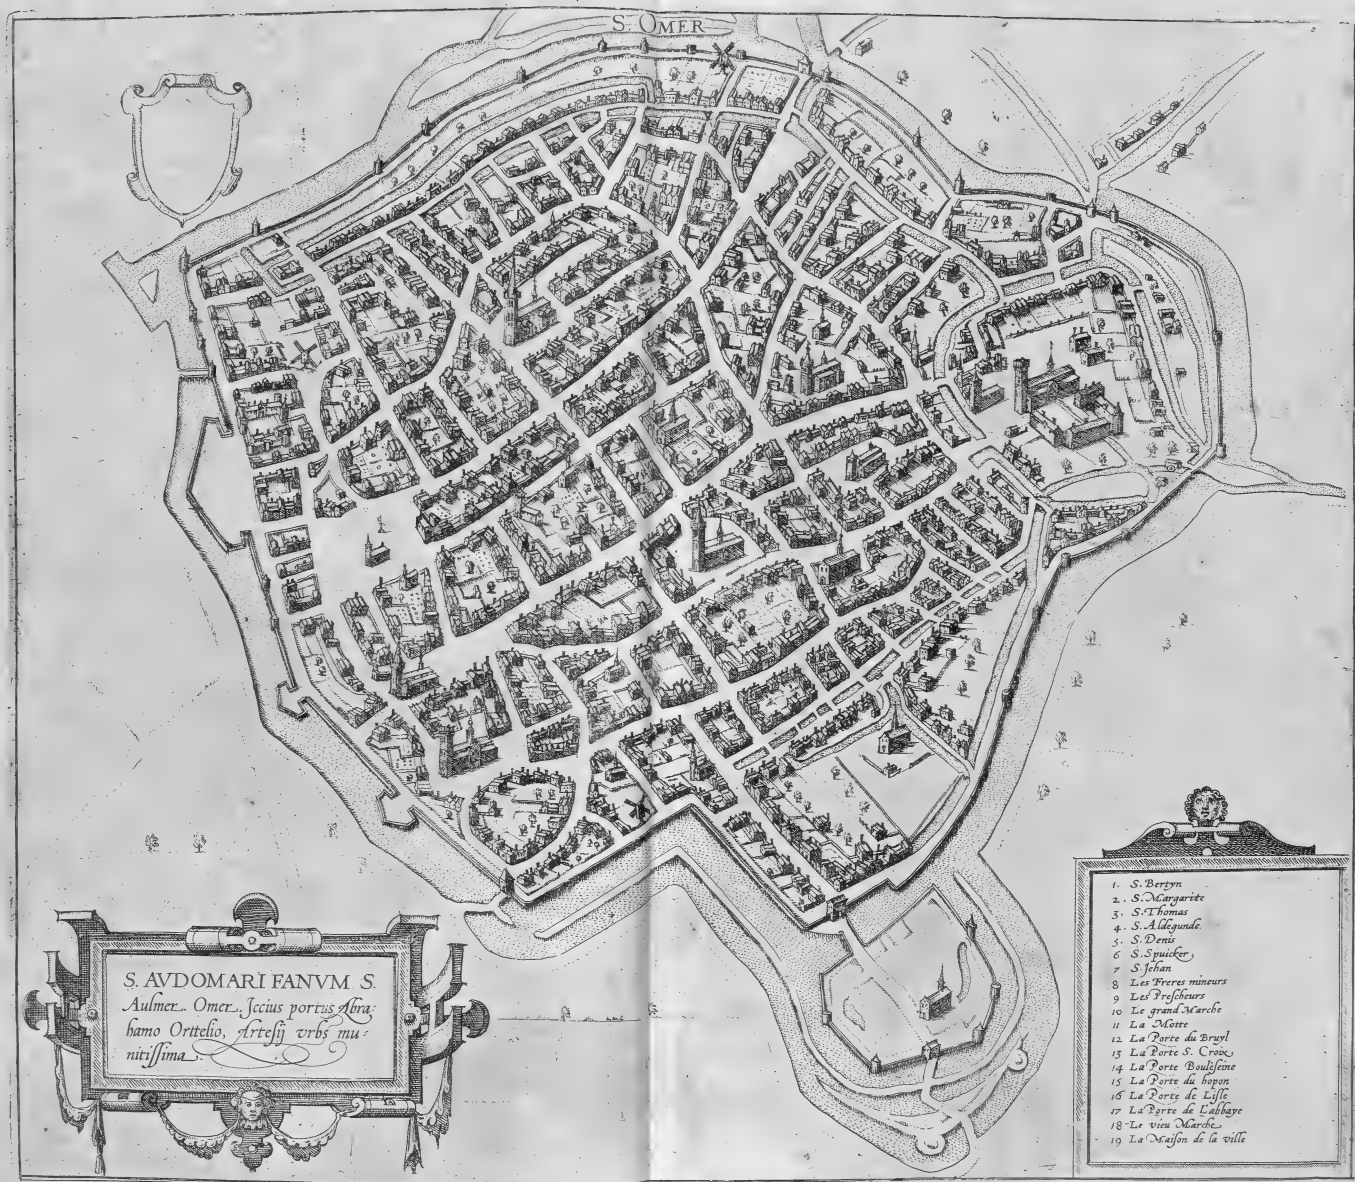 S. OMER
S. AVDOMARI FANVM S.
Aulmer. Omer. Iccius portus Abra-
hamo Orttelio, Artesij vrbs mu-
nitissima.
1. S. Bertyn
2. S. Margarite
3. S. Thomas
4. S. Aldegunde.
5. S. Denis
6 S. Spuicker,
7 S. Jehan
8 Les Freres mineurs
9 Les Prescheurs
10 Le grand Marche
11 La Motte
12 La Porte du Bruyl
13 La Porte S. Croix,
14 La Porte Bouleseine
15 La Porte du hopon
16 La Porte de Lisle
17 La Porte de L'abbaye
18 Le vieu Marche,
19 La Maison de la ville